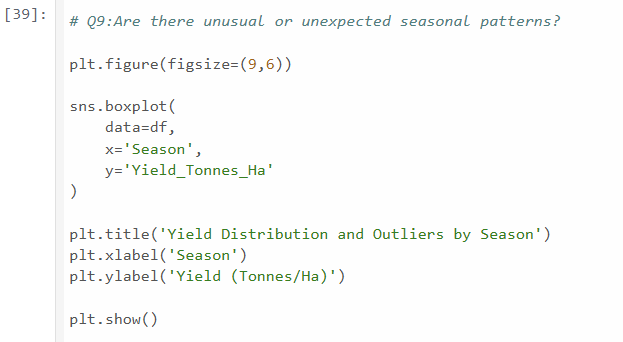 [39]:
# Q9:Are there unusual or unexpected seasonal patterns?
plt.figure(figsize=(9,6))
sns.boxplot(
    data=df,
    x='Season',
    y='Yield_Tonnes_Ha'
)
plt.title('Yield Distribution and Outliers by Season')
plt.xlabel('Season')
plt.ylabel('Yield (Tonnes/Ha)')
plt.show()